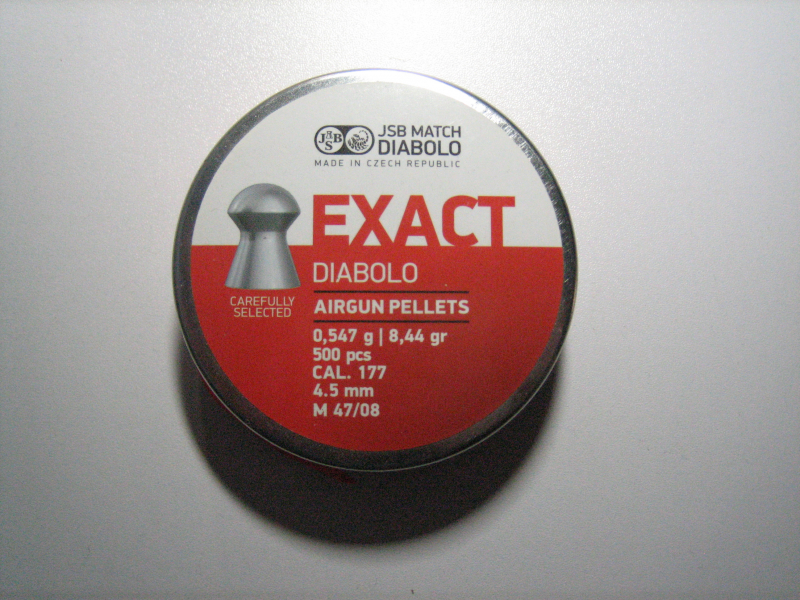 JSB
JSB MATCH
DIABOLO
MADE IN CZECH REPUBLIC
EXACT
DIABOLO
CAREFULLY
SELECTED
AIRGUN PELLETS
0,547 g | 8,44 gr
500 pcs
CAL. 177
4.5 mm
M 47/08